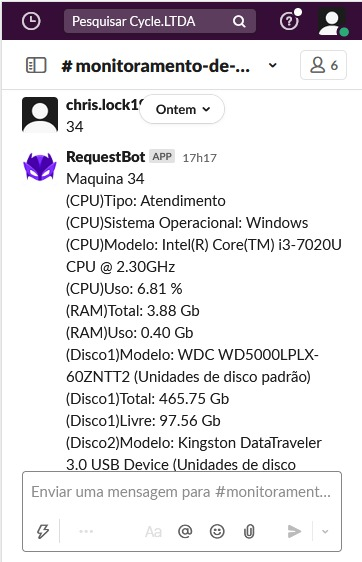 Pesquisar Cycle.LTDA
# monitoramento-de-...
6
chris.lock19
Ontem
34
RequestBot APP 17h17
Maquina 34
(CPU)Tipo: Atendimento
(CPU)Sistema Operacional: Windows
(CPU)Modelo: Intel(R) Core(TM) i3-7020U
CPU @ 2.30GHz
(CPU)Uso: 6.81 %
(RAM)Total: 3.88 Gb
(RAM)Uso: 0.40 Gb
(Disco1)Modelo: WDC WD5000LPLX-
60ZNTT2 (Unidades de disco padrão)
(Disco1)Total: 465.75 Gb
(Disco1)Livre: 97.56 Gb
(Disco2)Modelo: Kingston DataTraveler
3.0 USB Device (Unidades de disco
Enviar uma mensagem para #monitorament...
Aa